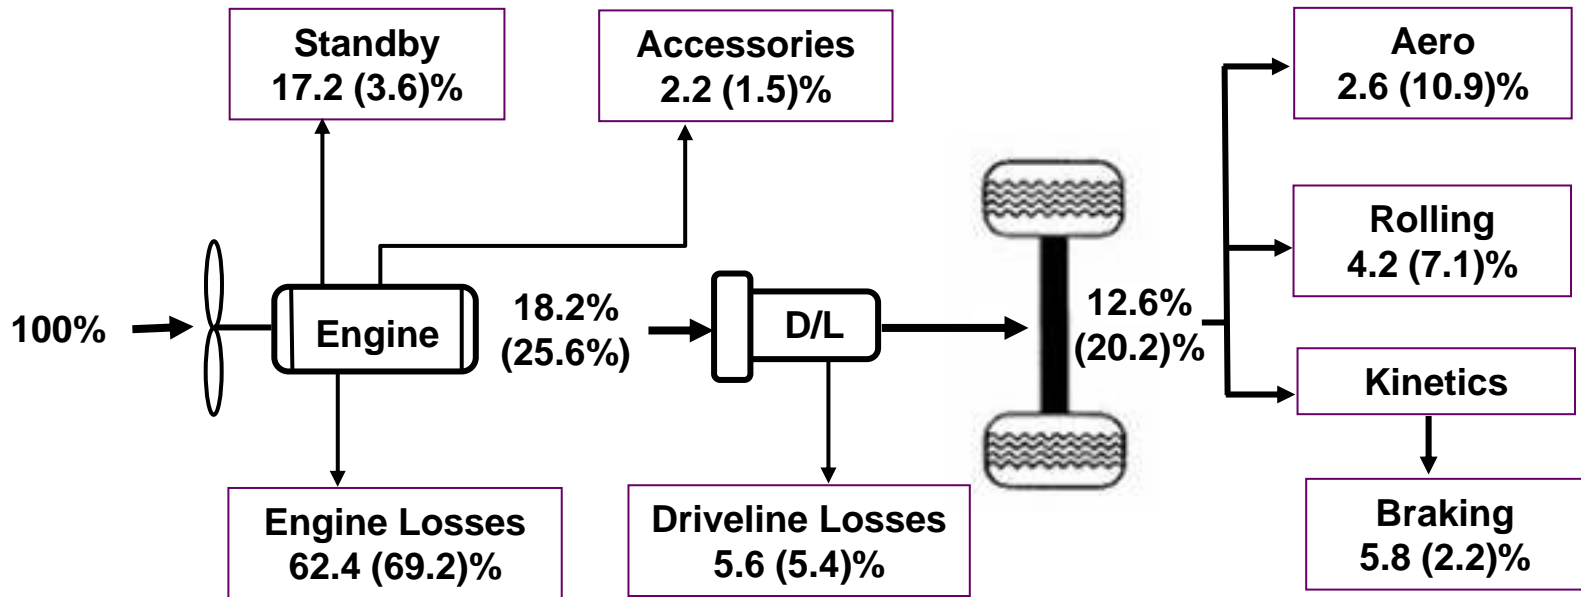 Standby
17.2 (3.6)%
Accessories
2.2 (1.5)%
Aero
2.6 (10.9)%
Rolling
4.2 (7.1)%
100%
Engine
18.2%
(25.6%)
D/L
12.6%
(20.2)%
Kinetics
Engine Losses
62.4 (69.2)%
Driveline Losses
5.6 (5.4)%
Braking
5.8 (2.2)%